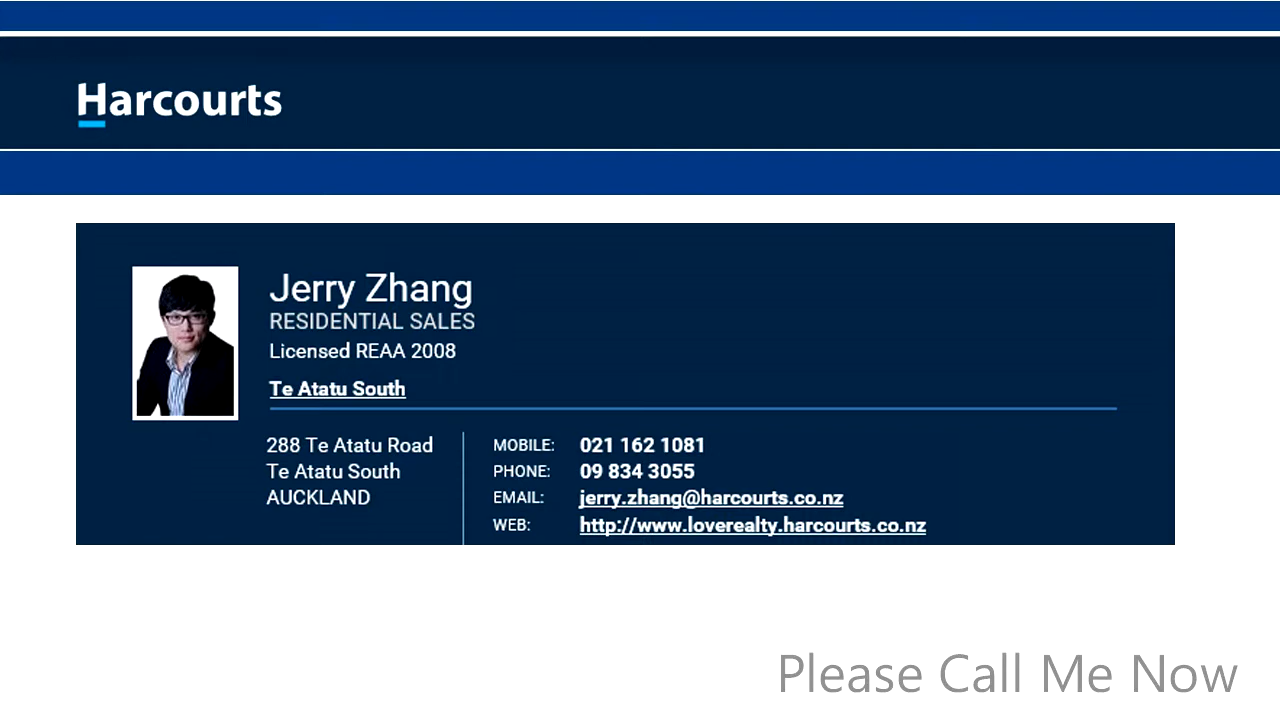 Harcourts
Jerry Zhang
RESIDENTIAL SALES
Licensed REAA 2008
Te Atatu South
288 Te Atatu Road
Te Atatu South
AUCKLAND
MOBILE: 021 162 1081
PHONE: 09 834 3055
EMAIL: jerry.zhang@harcourts.co.nz
WEB: http://www.loverealty.harcourts.co.nz
Please Call Me Now